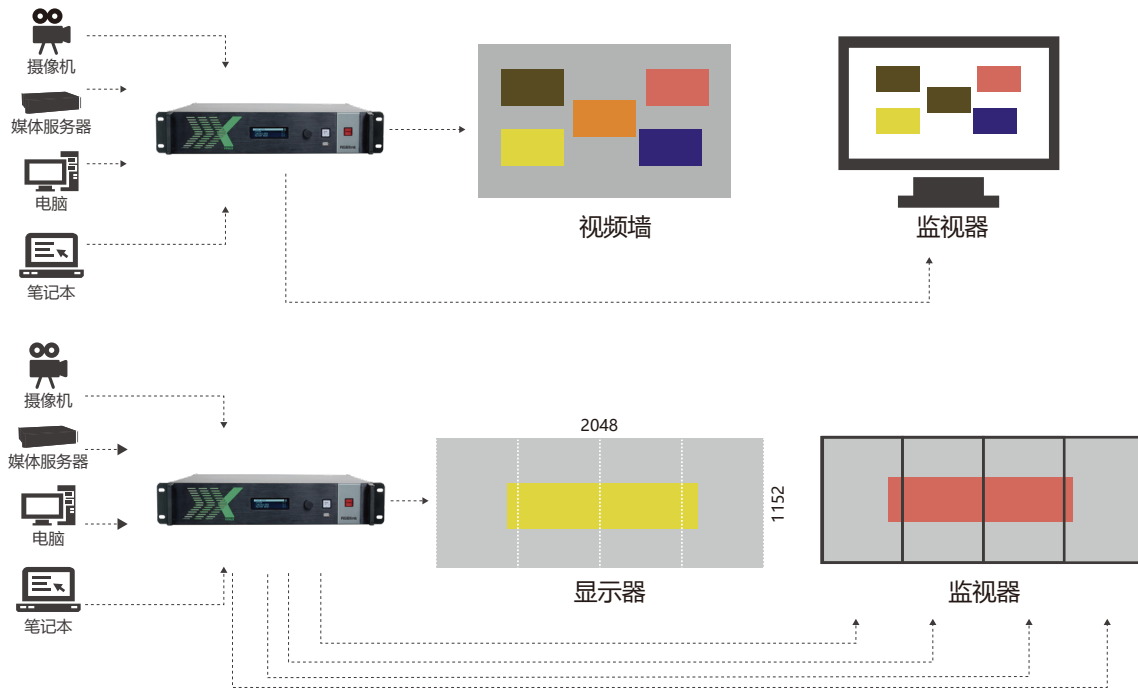 摄像机
媒体服务器
电脑
视频墙
监视器
笔记本
摄像机
2048
媒体服务器
1152
电脑
显示器
监视器
笔记本